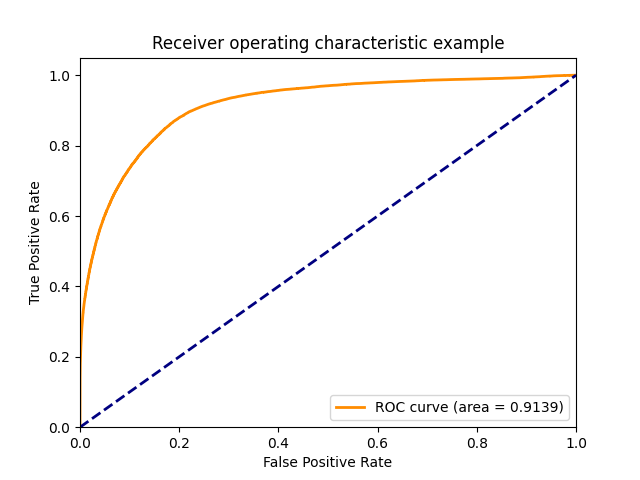 Receiver operating characteristic example
True Positive Rate
1.0
0.8
0.6
0.4
0.2
0.0
ROC curve (area = 0.9139)
0.0 0.2 0.4 0.6 0.8 1.0
False Positive Rate